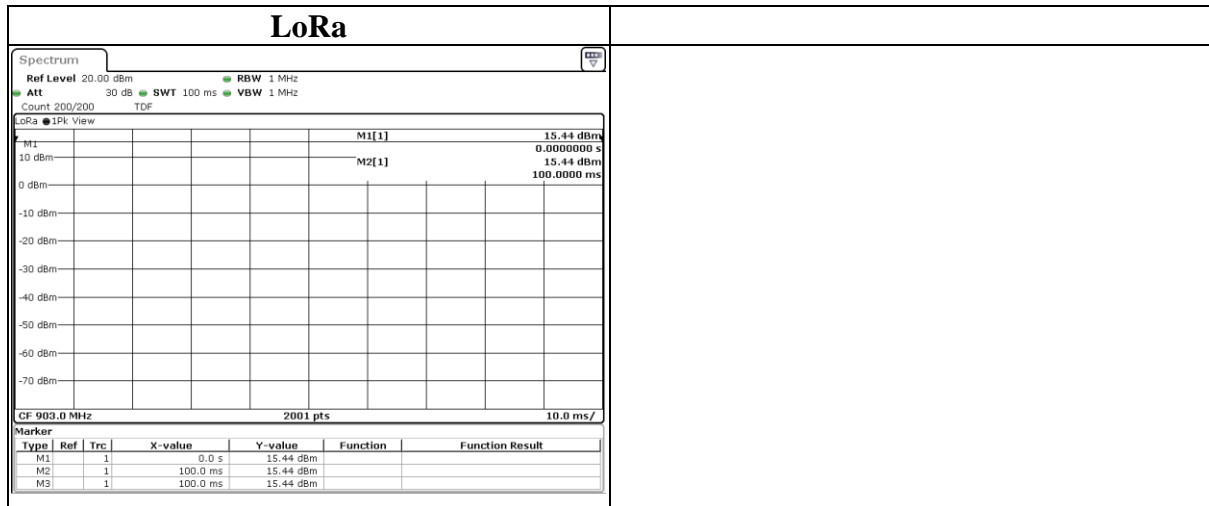 LoRa
Spectrum
Ref Level 20.00 dBm RBW 1 MHz
Att 30 dB SWT 100 ms VBW 1 MHz
Count 200/200 TDF
LoRa 1Pk View
M1[1] 15.44 dBm
M1 0.0000000 s
10 dBm M2[1] 15.44 dBm
100.0000 ms
0 dBm
-10 dBm
-20 dBm
-30 dBm
-40 dBm
-50 dBm
-60 dBm
-70 dBm
CF 903.0 MHz 2001 pts 10.0 ms/
Marker
Type Ref Trc X-value Y-value Function Function Result
M1 1 0.0 s 15.44 dBm
M2 1 100.0 ms 15.44 dBm
M3 1 100.0 ms 15.44 dBm